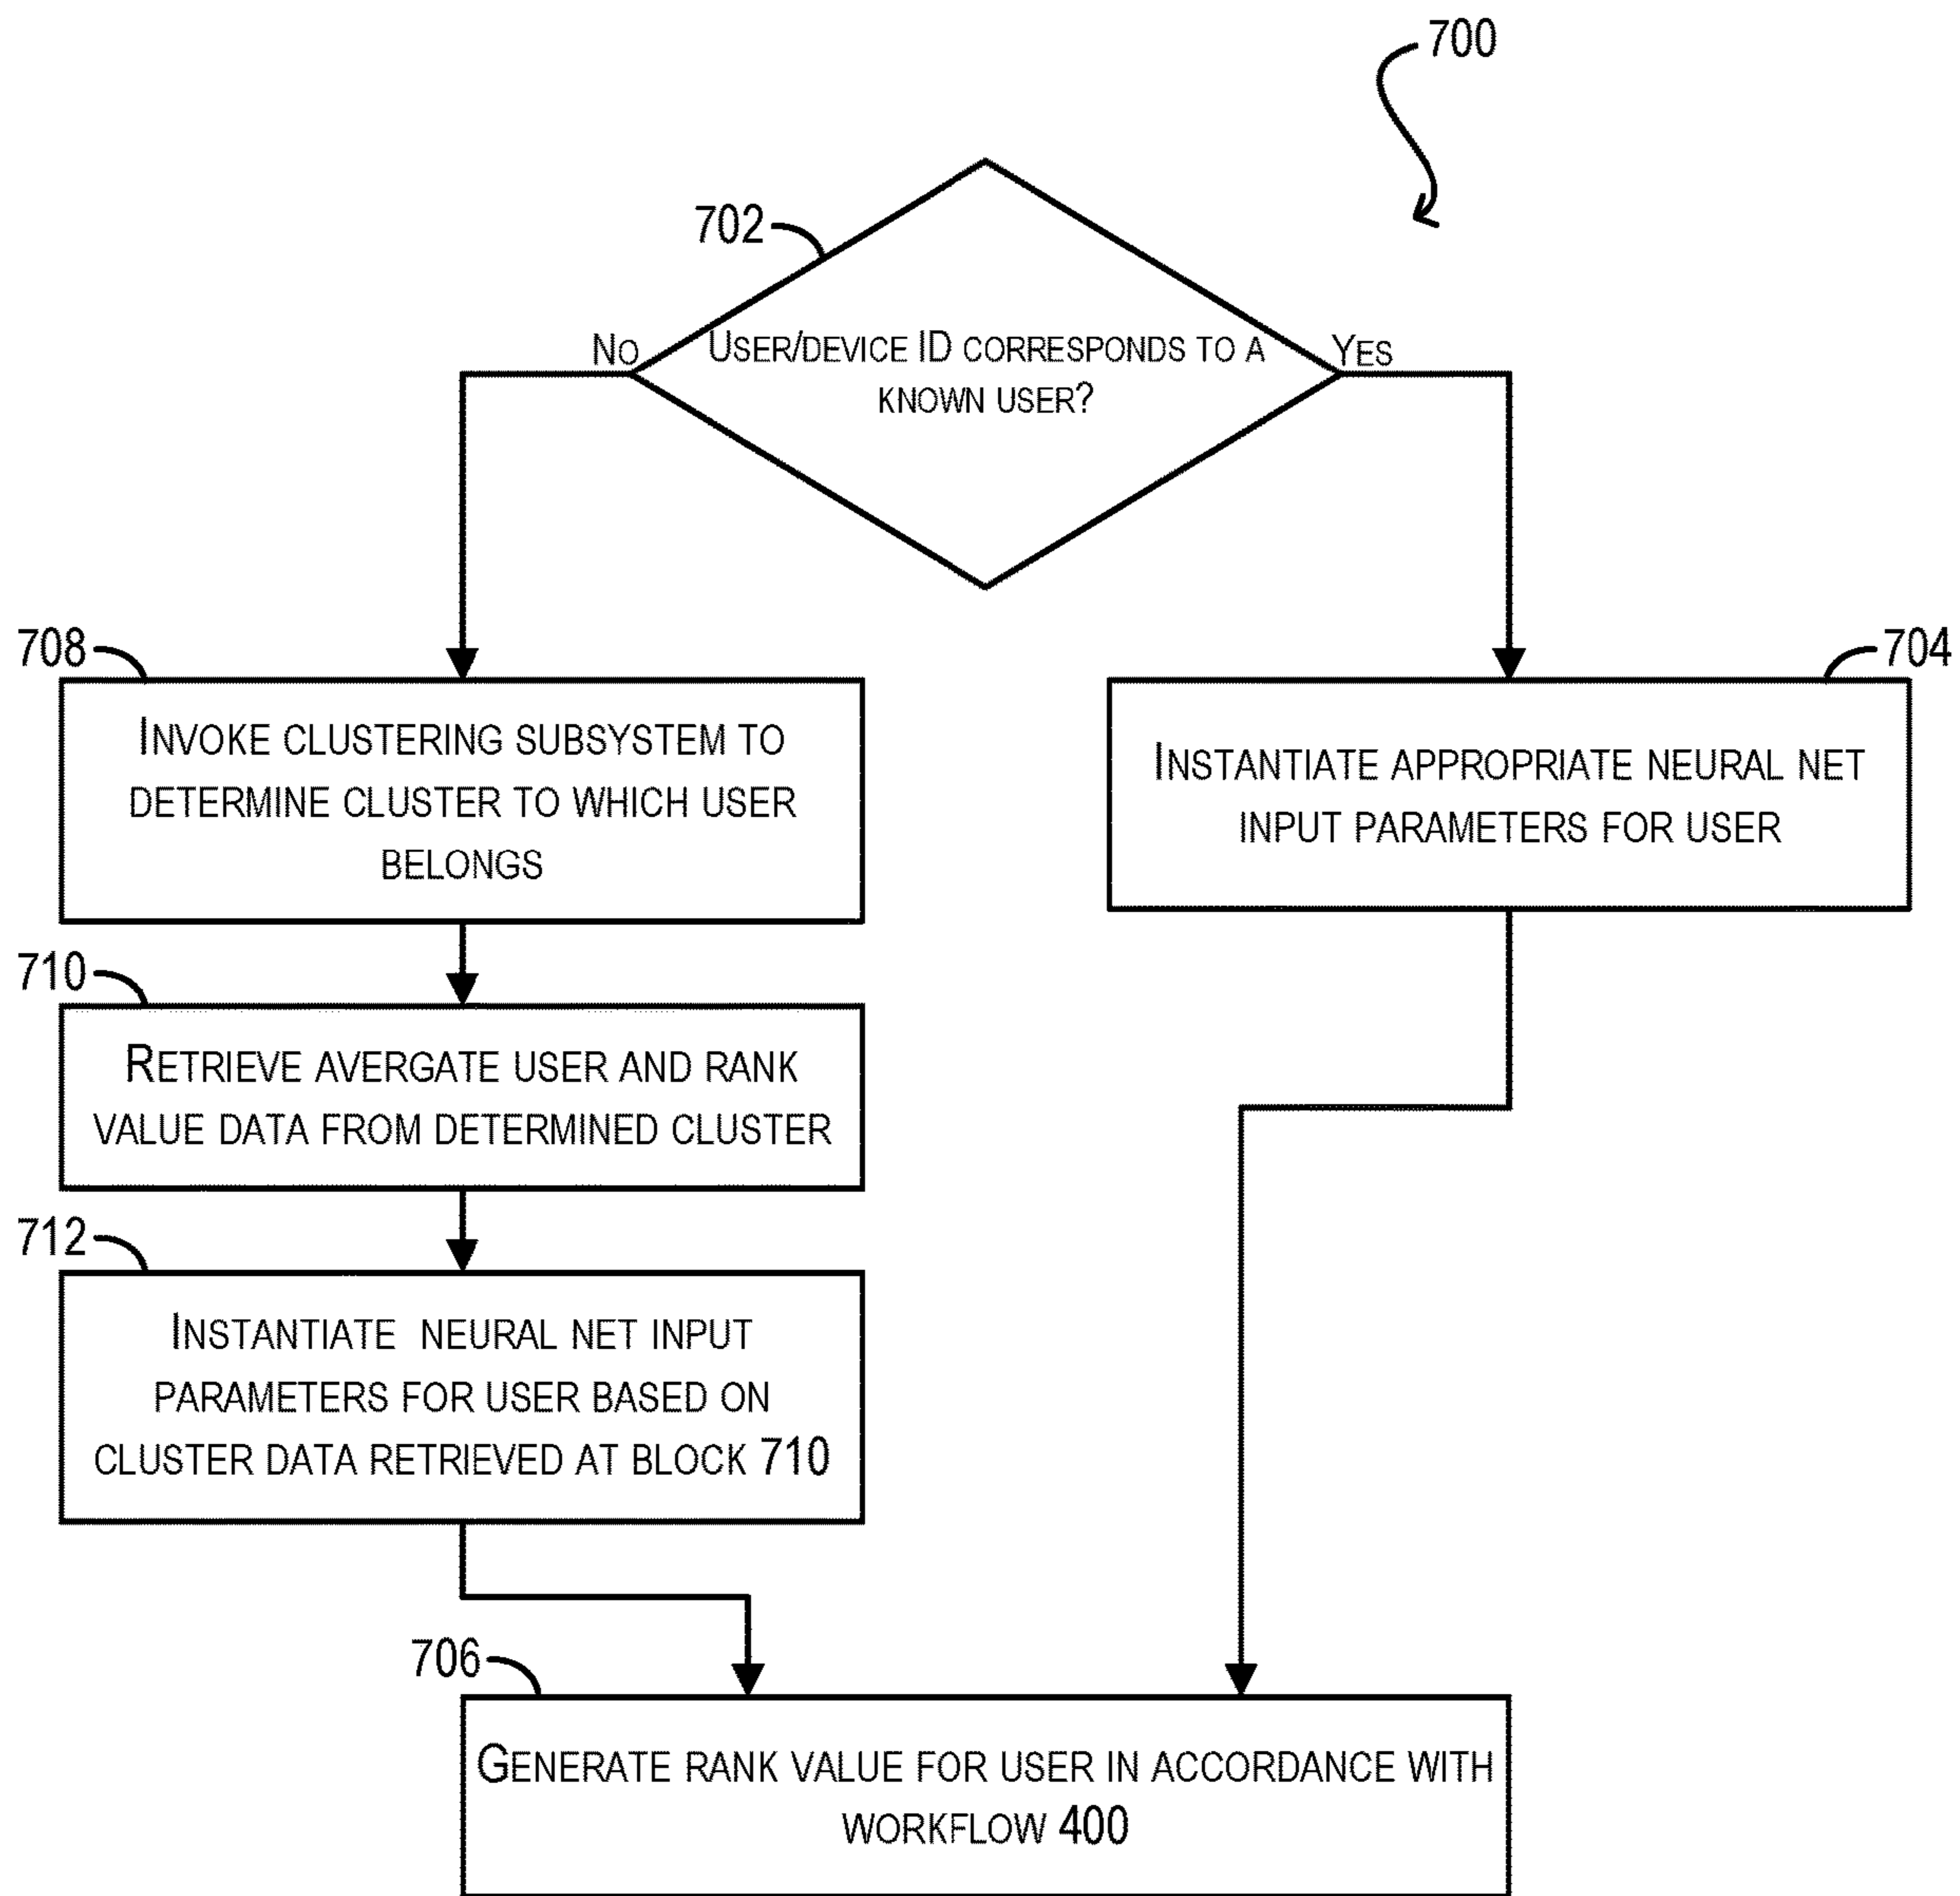 700
702
No
User/device ID corresponds to a
known user?
Yes
708
Invoke clustering subsystem to
determine cluster to which user
belongs
704
Instantiate appropriate neural net
input parameters for user
710
Retrieve avergate user and rank
value data from determined cluster
712
Instantiate neural net input
parameters for user based on
cluster data retrieved at block 710
706
Generate rank value for user in accordance with
workflow 400